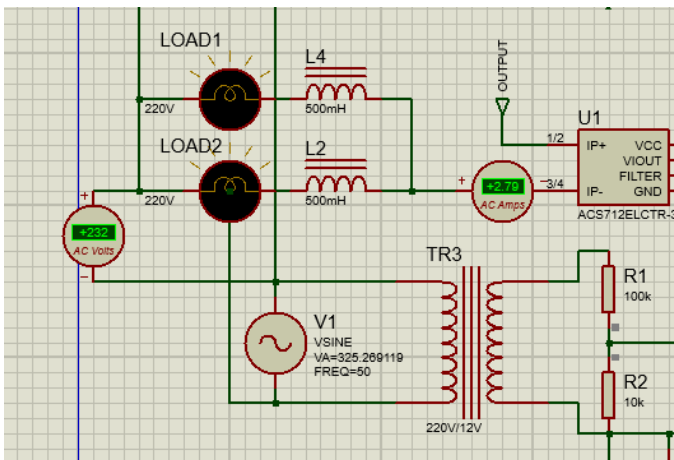 LOAD1
220V
L4
500mH
OUTPUT
U1
1/2
3/4
IP+
IP-
VCC
VIOUT
FILTER
GND
ACS712ELCTR-3
LOAD2
220V
L2
500mH
+
+2.79
AC Amps
+
+232
AC Volts
TR3
220V/12V
V1
VSINE
VA=325.269119
FREQ=50
R1
100k
R2
10k